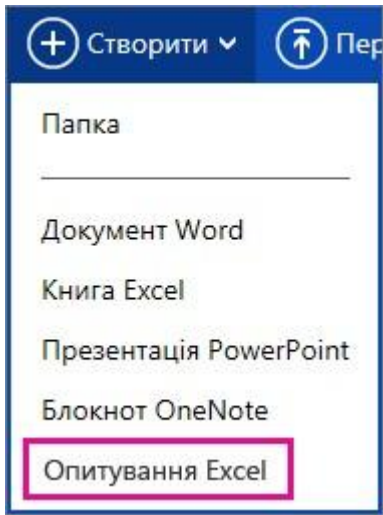 Створити Пер
Папка
Документ Word
Книга Excel
Презентація PowerPoint
Блокнот OneNote
Опитування Excel